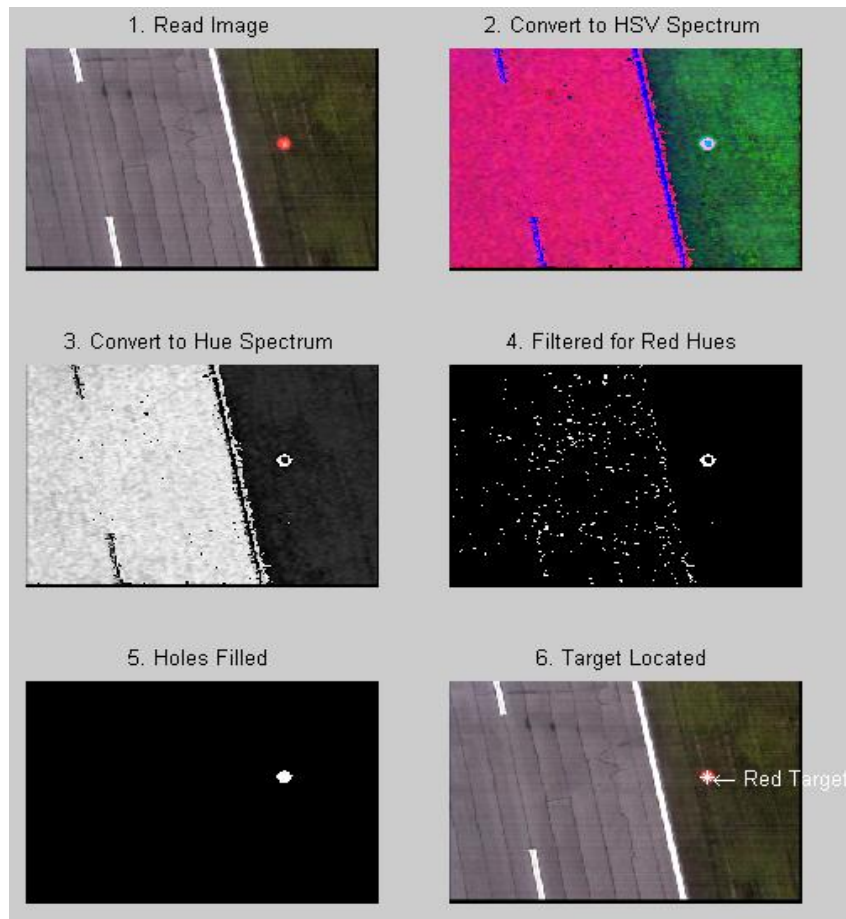 1. Read Image
2. Convert to HSV Spectrum
3. Convert to Hue Spectrum
4. Filtered for Red Hues
5. Holes Filled
6. Target Located
← Red Target